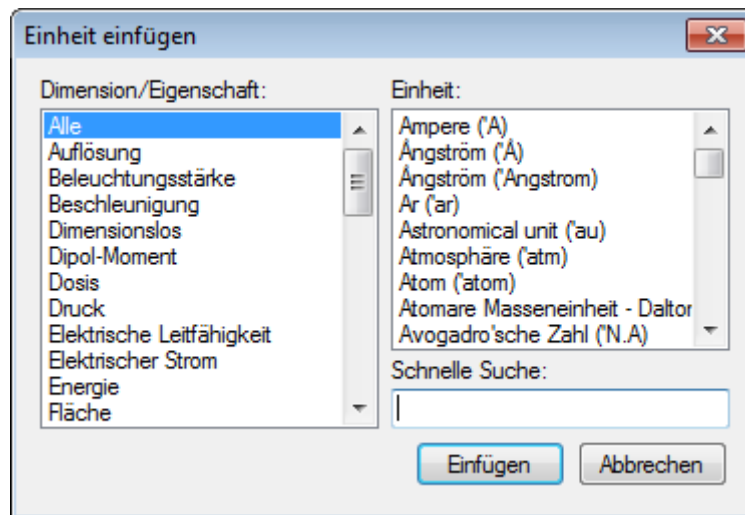 Einheit einfügen
Dimension/Eigenschaft:
Alle
Auflösung
Beleuchtungsstärke
Beschleunigung
Dimensionslos
Dipol-Moment
Dosis
Druck
Elektrische Leitfähigkeit
Elektrischer Strom
Energie
Fläche
Einheit:
Ampere ('A)
Ångström ('Å)
Ångström ('Angstrom)
Ar ('ar)
Astronomical unit ('au)
Atmosphäre ('atm)
Atom ('atom)
Atomare Masseneinheit - Dalton
Avogadro'sche Zahl ('N.A)
Schnelle Suche:
Einfügen
Abbrechen